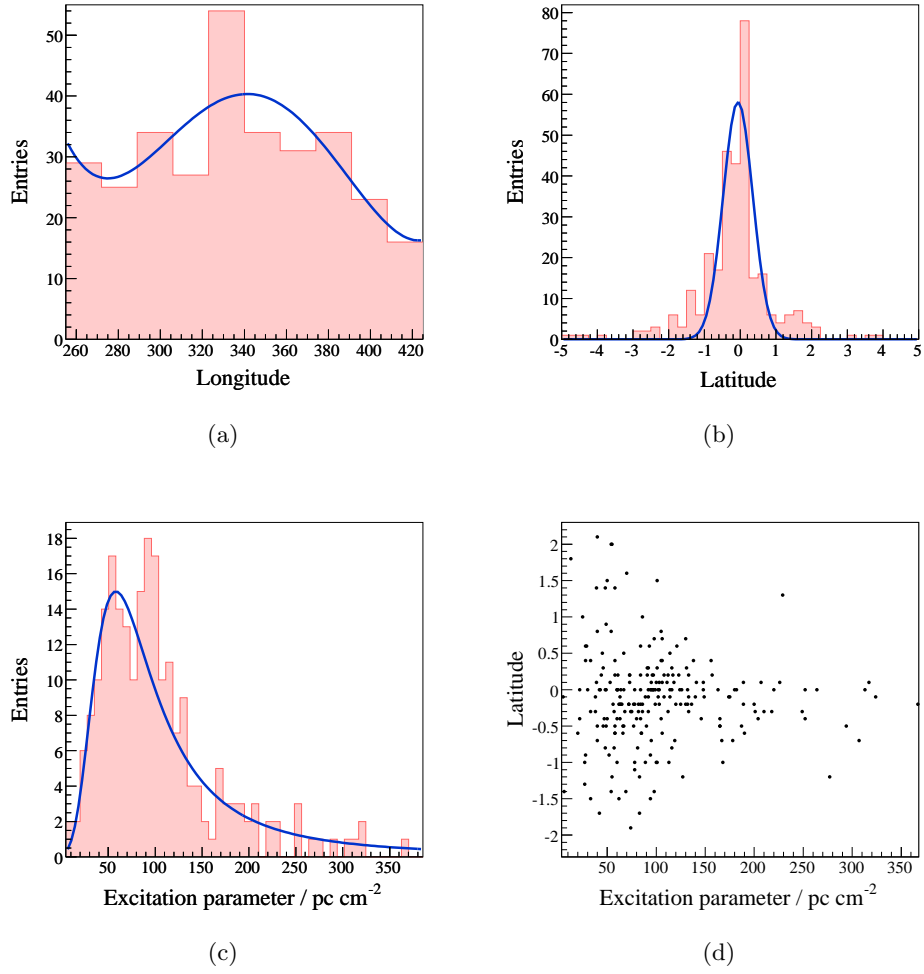 50
40
30
20
10
0
Entries
260 280 300 320 340 360 380 400 420
Longitude
(a)
80
70
60
50
40
30
20
10
0
Entries
-5 -4 -3 -2 -1 0 1 2 3 4 5
Latitude
(b)
18
16
14
12
10
8
6
4
2
0
Entries
50 100 150 200 250 300 350
Excitation parameter / pc cm-2
(c)
2
1.5
1
0.5
0
-0.5
-1
-1.5
-2
Latitude
50 100 150 200 250 300 350
Excitation parameter / pc cm-2
(d)